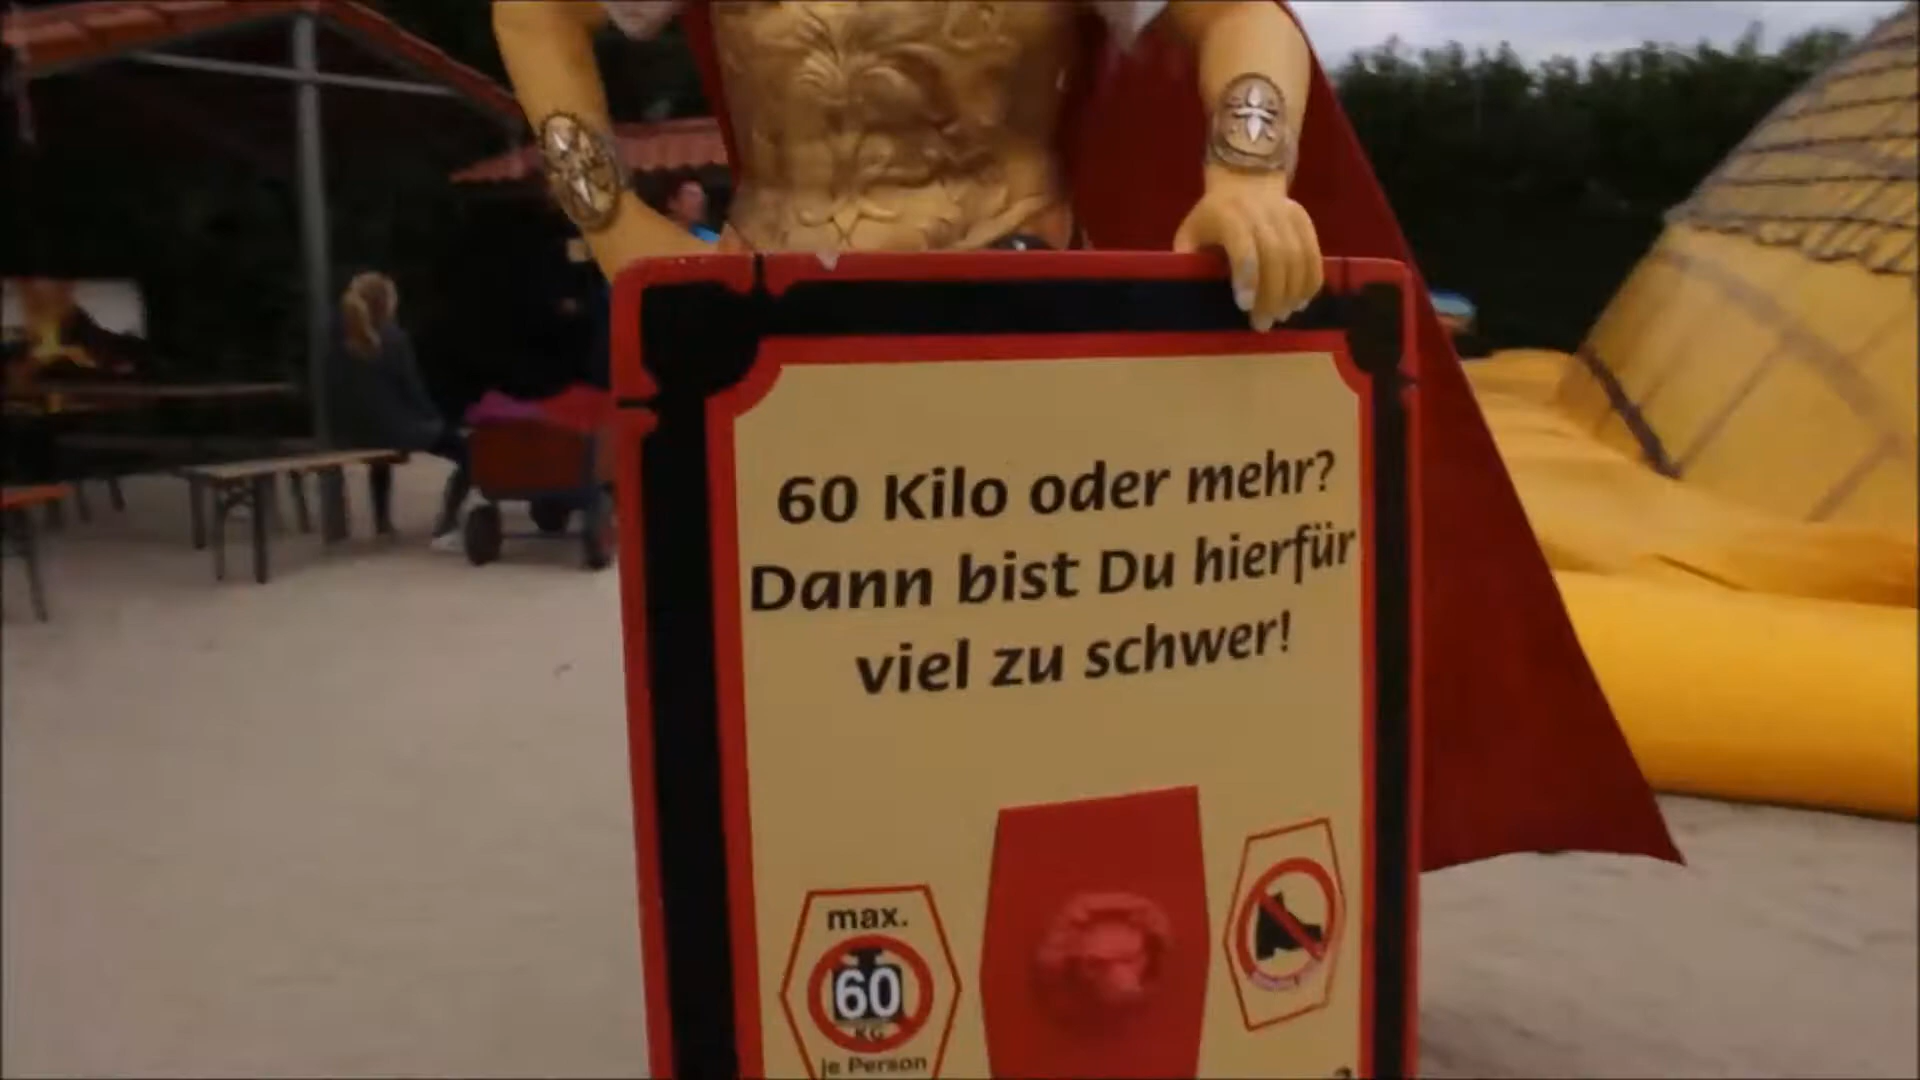 60 Kilo oder mehr?
Dann bist Du hierfür
viel zu schwer!
max.
60
KG
je Person